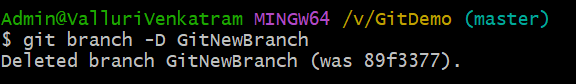 Admin@ValluriVenkatram MINGW64 /v/GitDemo (master)
$ git branch -D GitNewBranch
Deleted branch GitNewBranch (was 89f3377).